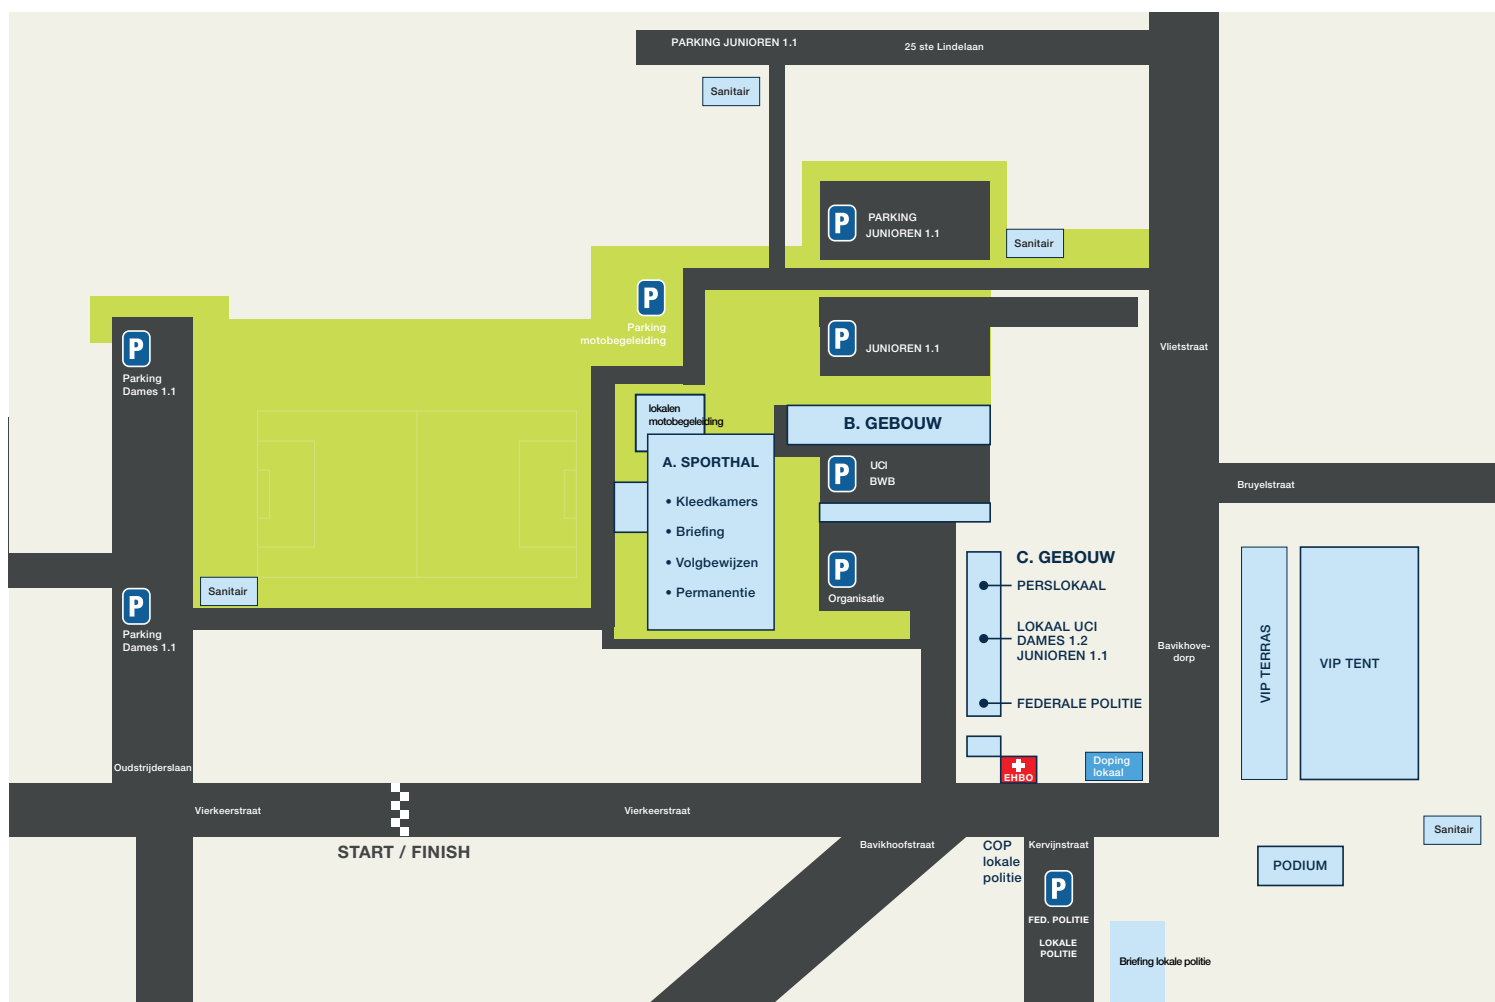 PARKING JUNIOREN 1.1
25 ste Lindelaan
Sanitair
P
PARKING
JUNIOREN 1.1
Sanitair
P
Parking
motobegeleiding
P
JUNIOREN 1.1
Vlietstraat
P
Parking
Dames 1.1
lokalen
motobegeleiding
B. GEBOUW
A. SPORTHAL
• Kleedkamers
• Briefing
• Volgbewijzen
• Permanentie
P
UCI
BWB
Bruyelstraat
P
Organisatie
C. GEBOUW
PERSLOKAAL
LOKAAL UCI
DAMES 1.2
JUNIOREN 1.1
FEDERALE POLITIE
Sanitair
P
Parking
Dames 1.1
Bavikhove-
dorp
VIP TERRAS
VIP TENT
Oudstrijderslaan
EHBO
Doping
lokaal
Vierkeerstraat
Vierkeerstraat
START / FINISH
Bavikhoofstraat
COP
lokale
politie
Kervijnstraat
P
FED. POLITIE
LOKALE
POLITIE
Sanitair
PODIUM
Briefing lokale politie